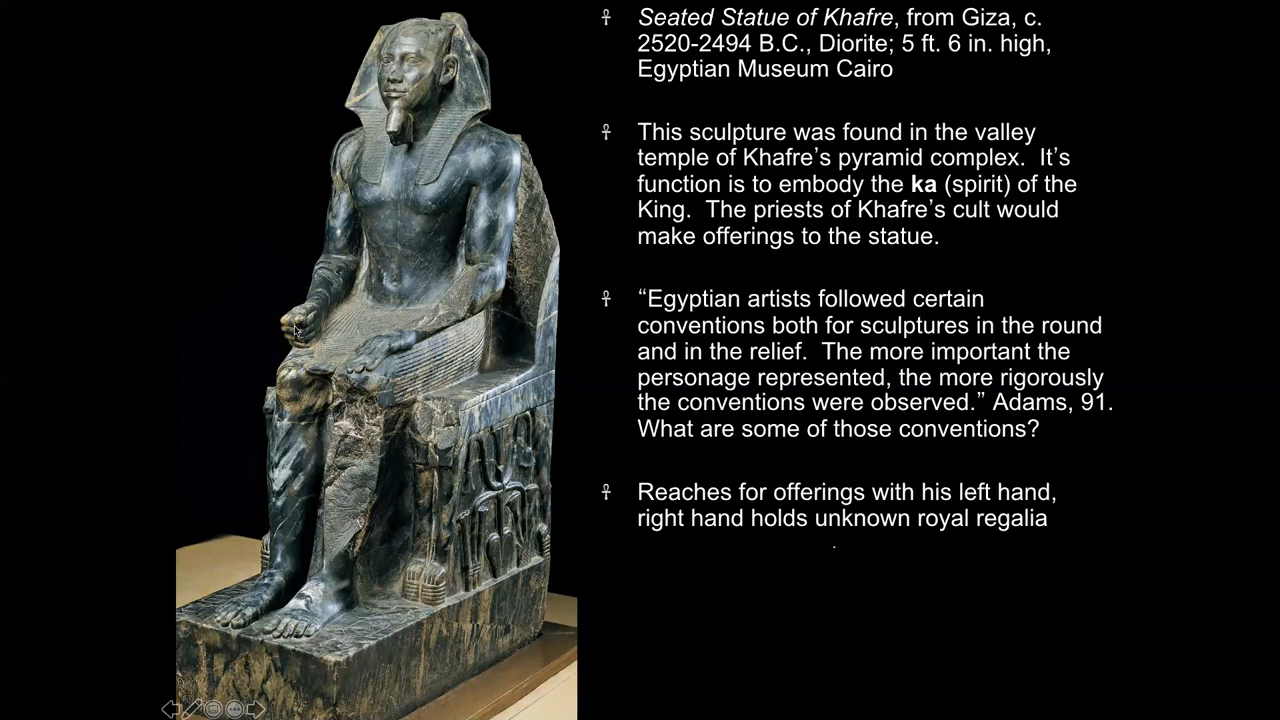 ☥ Seated Statue of Khafre, from Giza, c.
2520-2494 B.C., Diorite; 5 ft. 6 in. high,
Egyptian Museum Cairo
☥ This sculpture was found in the valley
temple of Khafre’s pyramid complex.  It’s
function is to embody the ka (spirit) of the
King.  The priests of Khafre’s cult would
make offerings to the statue.
☥ “Egyptian artists followed certain
conventions both for sculptures in the round
and in the relief.  The more important the
personage represented, the more rigorously
the conventions were observed.” Adams, 91.
What are some of those conventions?
☥ Reaches for offerings with his left hand,
right hand holds unknown royal regalia
.